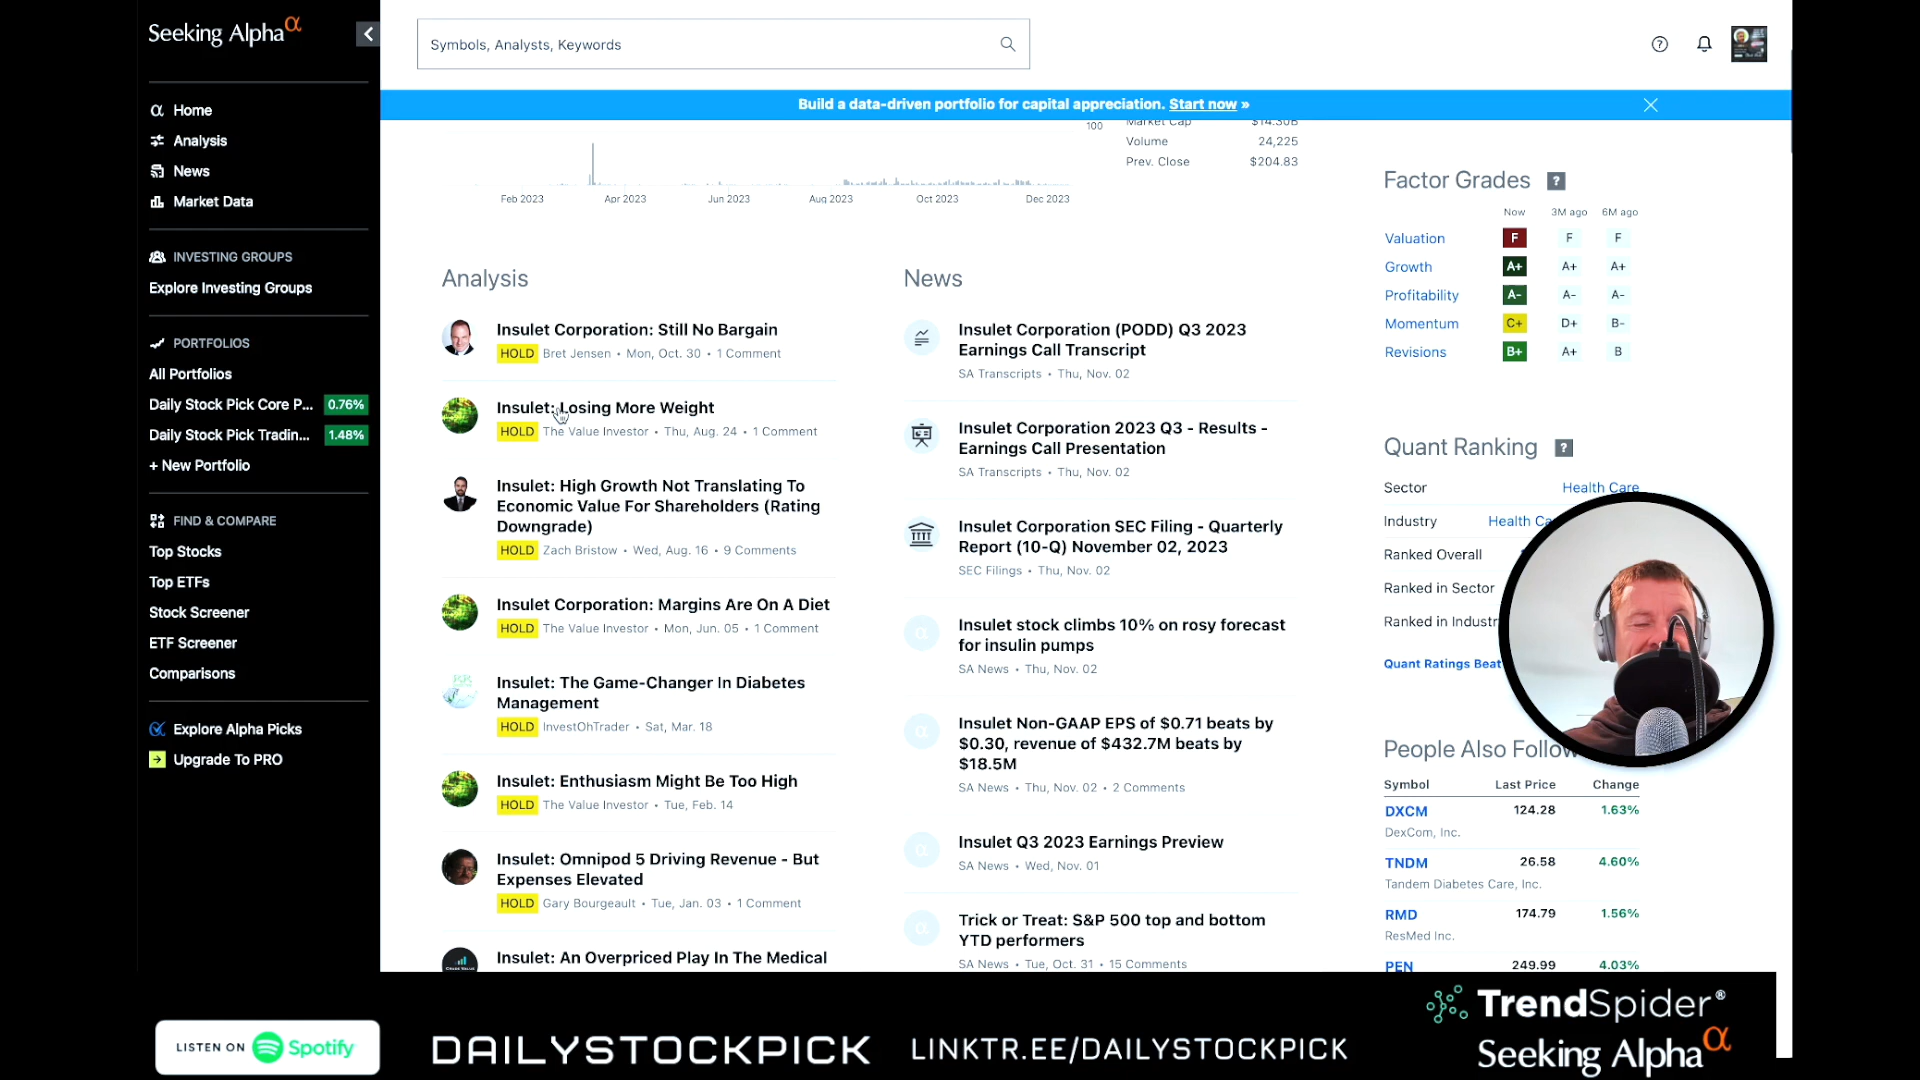 Seeking Alpha α
Home
Analysis
News
Market Data
INVESTING GROUPS
Explore Investing Groups
PORTFOLIOS
All Portfolios
Daily Stock Pick Core P... 0.76%
Daily Stock Pick Tradin... 1.48%
+ New Portfolio
FIND & COMPARE
Top Stocks
Top ETFs
Stock Screener
ETF Screener
Comparisons
Explore Alpha Picks
Upgrade To PRO
Symbols, Analysts, Keywords
Build a data-driven portfolio for capital appreciation. Start now »
100
Market Cap $14.30B
Volume 24,225
Prev. Close $204.83
Feb 2023 Apr 2023 Jun 2023 Aug 2023 Oct 2023 Dec 2023
Analysis
Insulet Corporation: Still No Bargain
HOLD Bret Jensen • Mon, Oct. 30 • 1 Comment
Insulet: Losing More Weight
HOLD The Value Investor • Thu, Aug. 24 • 1 Comment
Insulet: High Growth Not Translating To
Economic Value For Shareholders (Rating
Downgrade)
HOLD Zach Bristow • Wed, Aug. 16 • 9 Comments
Insulet Corporation: Margins Are On A Diet
HOLD The Value Investor • Mon, Jun. 05 • 1 Comment
Insulet: The Game-Changer In Diabetes
Management
HOLD InvestOhTrader • Sat, Mar. 18
Insulet: Enthusiasm Might Be Too High
HOLD The Value Investor • Tue, Feb. 14
Insulet: Omnipod 5 Driving Revenue - But
Expenses Elevated
HOLD Gary Bourgeault • Tue, Jan. 03 • 1 Comment
Insulet: An Overpriced Play In The Medical
News
Insulet Corporation (PODD) Q3 2023
Earnings Call Transcript
SA Transcripts • Thu, Nov. 02
Insulet Corporation 2023 Q3 - Results -
Earnings Call Presentation
SA Transcripts • Thu, Nov. 02
Insulet Corporation SEC Filing - Quarterly
Report (10-Q) November 02, 2023
SEC Filings • Thu, Nov. 02
Insulet stock climbs 10% on rosy forecast
for insulin pumps
SA News • Thu, Nov. 02
Insulet Non-GAAP EPS of $0.71 beats by
$0.30, revenue of $432.7M beats by
$18.5M
SA News • Thu, Nov. 02 • 2 Comments
Insulet Q3 2023 Earnings Preview
SA News • Wed, Nov. 01
Trick or Treat: S&P 500 top and bottom
YTD performers
SA News • Tue, Oct. 31 • 15 Comments
Factor Grades ?
Now 3M ago 6M ago
Valuation F F F
Growth A+ A+ A+
Profitability A- A- A-
Momentum C+ D+ B-
Revisions B+ A+ B
Quant Ranking ?
Sector Health Care
Industry Health Ca
Ranked Overall
Ranked in Sector
Ranked in Industr
Quant Ratings Beat
People Also Follow
Symbol Last Price Change
DXCM 124.28 1.63%
DexCom, Inc.
TNDM 26.58 4.60%
Tandem Diabetes Care, Inc.
RMD 174.79 1.56%
ResMed Inc.
PEN 249.99 4.03%
LISTEN ON Spotify
DAILYSTOCKPICK
LINKTR.EE/DAILYSTOCKPICK
TrendSpider®
Seeking Alpha α